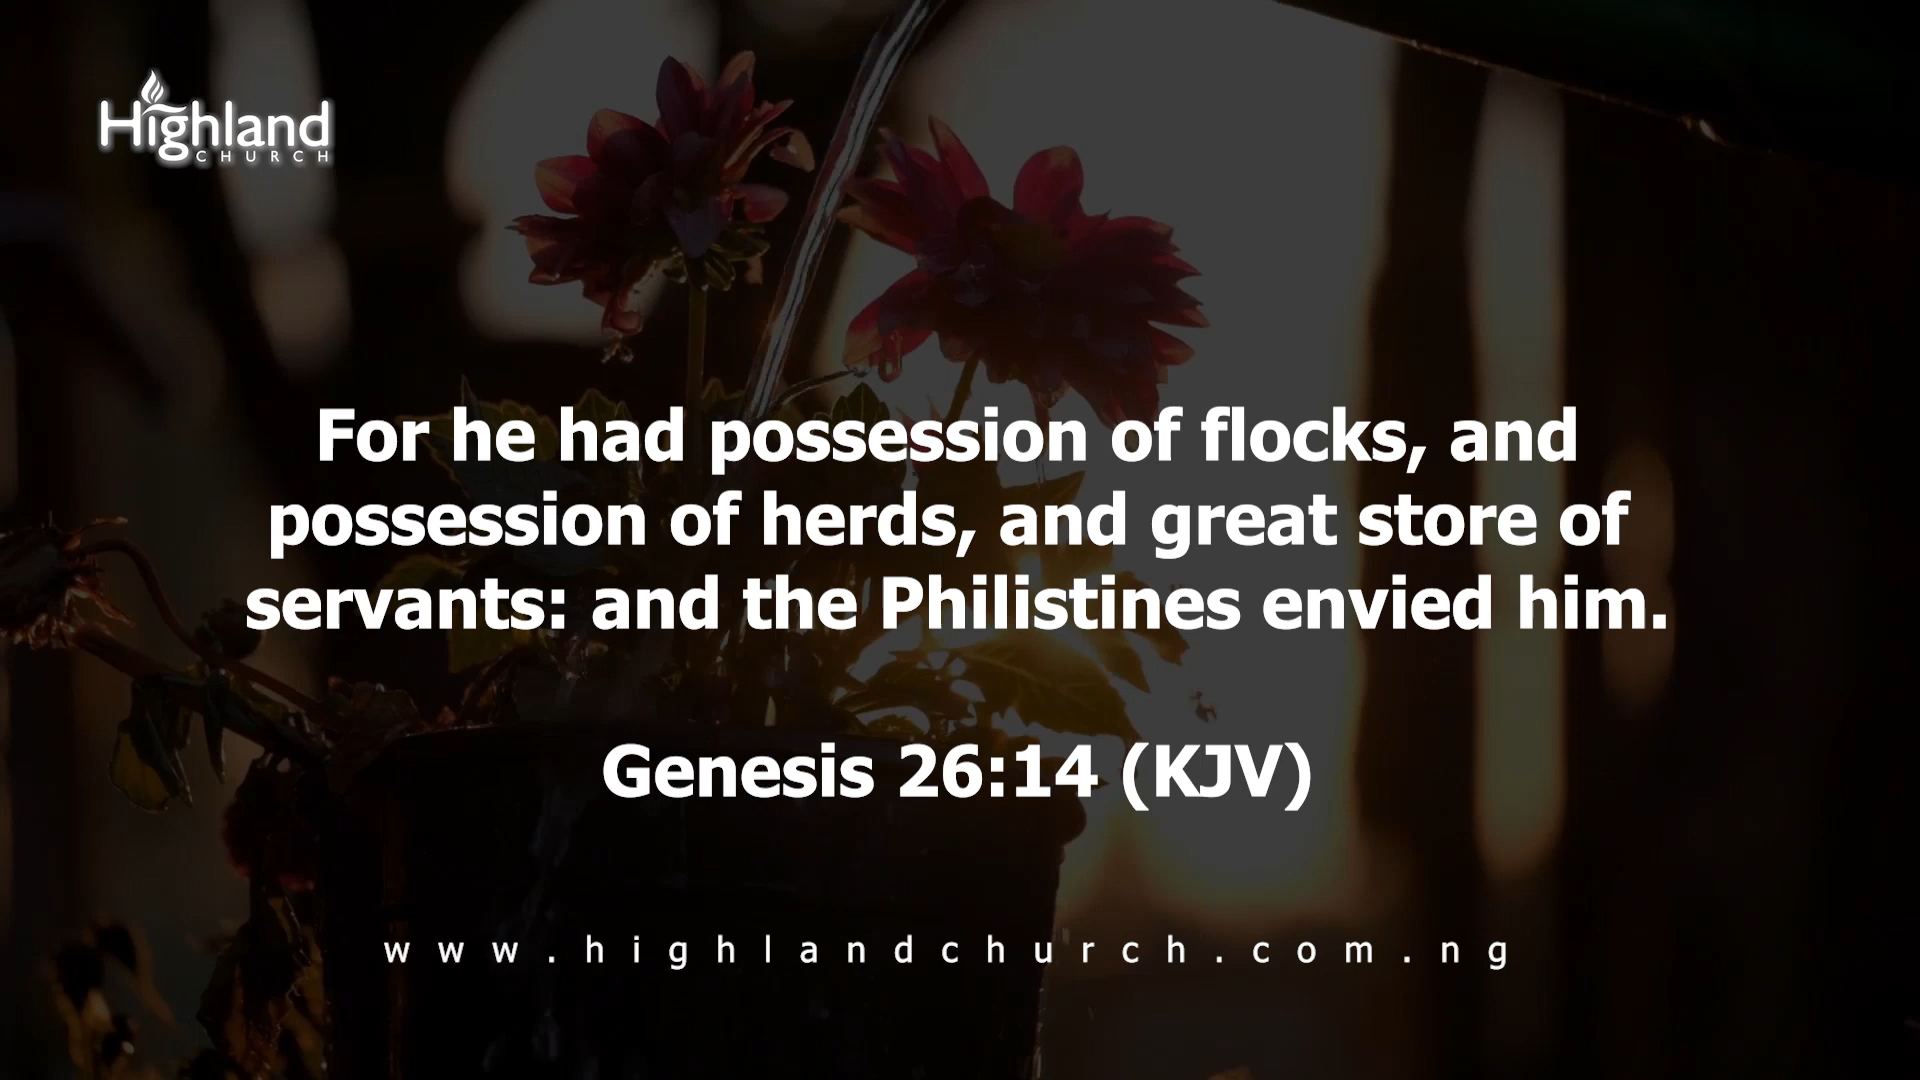 Highland
CHURCH
For he had possession of flocks, and
possession of herds, and great store of
servants: and the Philistines envied him.
Genesis 26:14 (KJV)
www.highlandchurch.com.ng